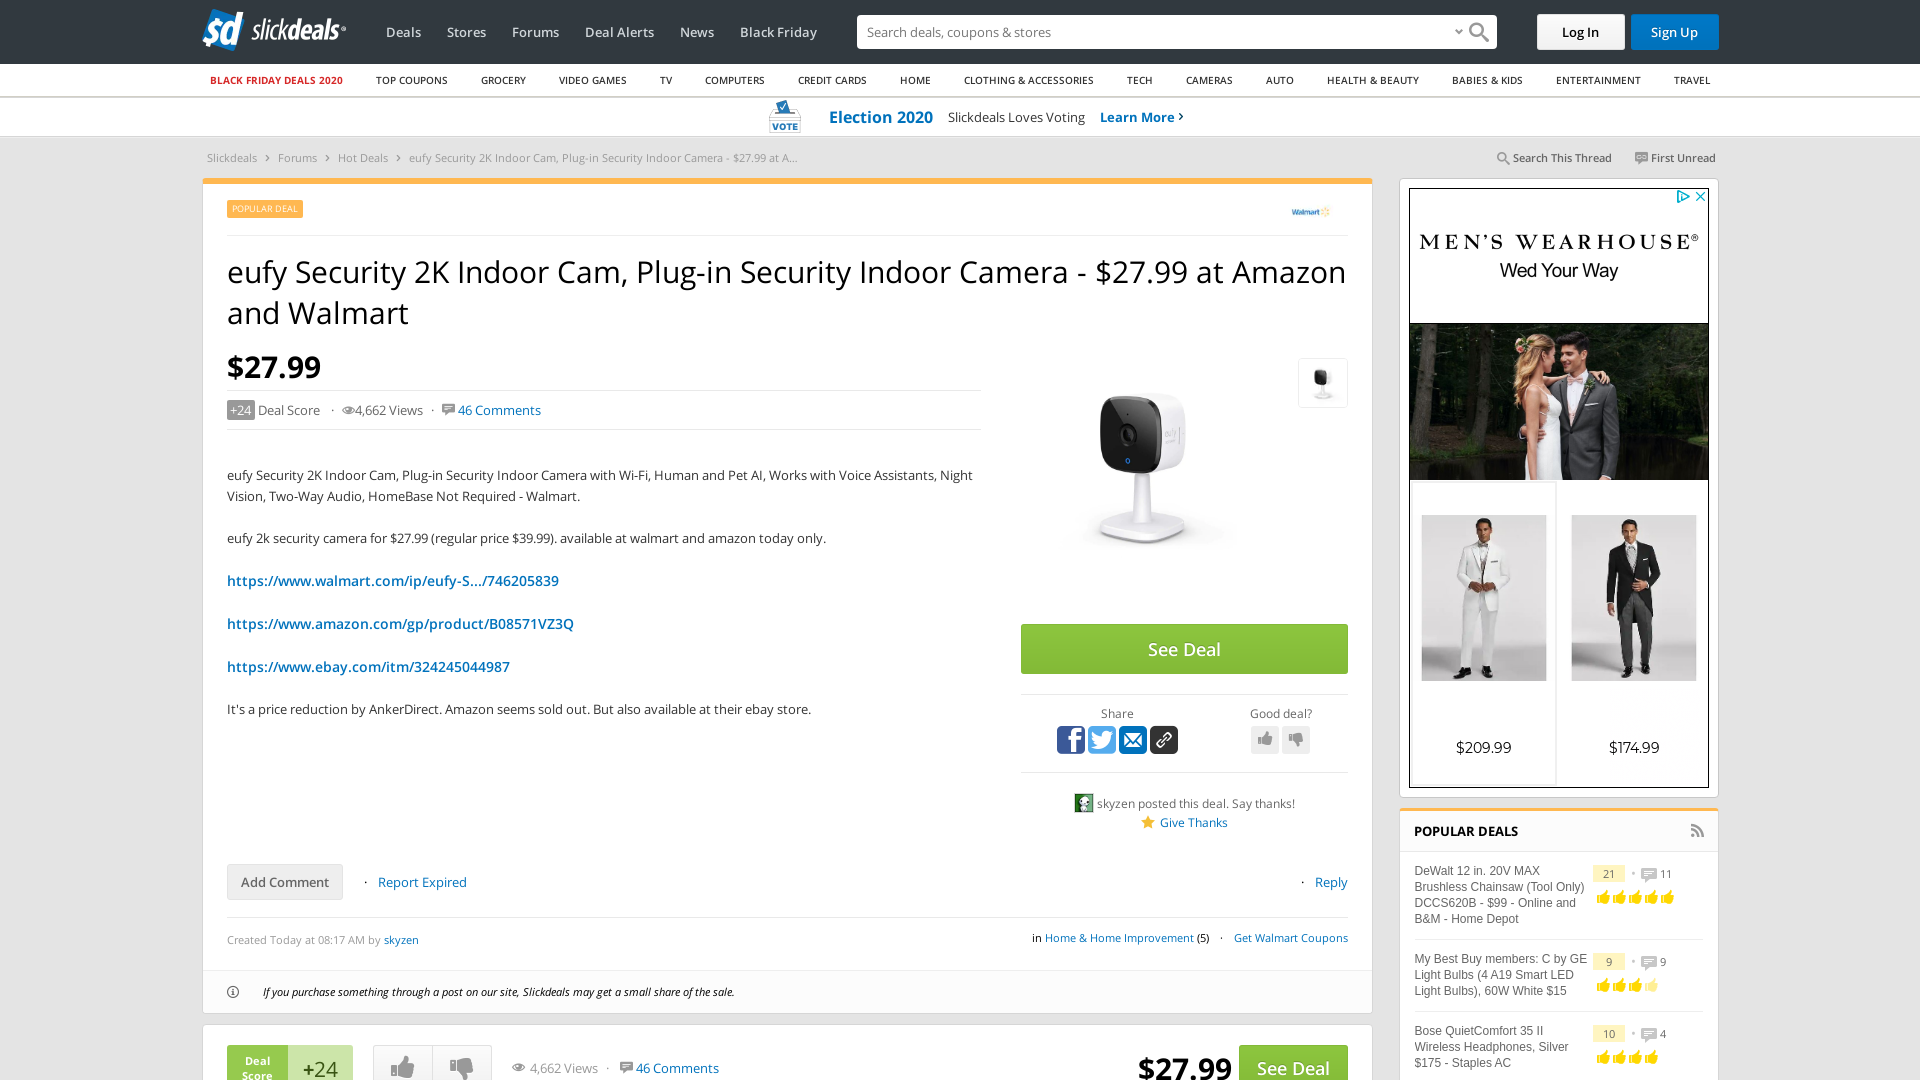 sd slickdeals
Deals Stores Forums Deal Alerts News Black Friday
Search deals, coupons & stores
Log In
Sign Up
BLACK FRIDAY DEALS 2020 TOP COUPONS GROCERY VIDEO GAMES TV COMPUTERS CREDIT CARDS HOME CLOTHING & ACCESSORIES TECH CAMERAS AUTO HEALTH & BEAUTY BABIES & KIDS ENTERTAINMENT TRAVEL
VOTE Election 2020 Slickdeals Loves Voting Learn More
Slickdeals Forums Hot Deals eufy Security 2K Indoor Cam, Plug-in Security Indoor Camera - $27.99 at A...
Search This Thread First Unread
POPULAR DEAL
Walmart
eufy Security 2K Indoor Cam, Plug-in Security Indoor Camera - $27.99 at Amazon
and Walmart
$27.99
+24 Deal Score · 4,662 Views · 46 Comments
eufy Security 2K Indoor Cam, Plug-in Security Indoor Camera with Wi-Fi, Human and Pet AI, Works with Voice Assistants, Night
Vision, Two-Way Audio, HomeBase Not Required - Walmart.
eufy 2k security camera for $27.99 (regular price $39.99). available at walmart and amazon today only.
https://www.walmart.com/ip/eufy-S.../746205839
https://www.amazon.com/gp/product/B08571VZ3Q
https://www.ebay.com/itm/324245044987
It's a price reduction by AnkerDirect. Amazon seems sold out. But also available at their ebay store.
eufy
See Deal
Share
Good deal?
skyzen posted this deal. Say thanks!
Give Thanks
Add Comment · Report Expired
· Reply
Created Today at 08:17 AM by skyzen
in Home & Home Improvement (5) · Get Walmart Coupons
If you purchase something through a post on our site, Slickdeals may get a small share of the sale.
Deal
Score
+24
4,662 Views · 46 Comments
$27.99
See Deal
MEN'S WEARHOUSE®
Wed Your Way
$209.99
$174.99
POPULAR DEALS
DeWalt 12 in. 20V MAX
Brushless Chainsaw (Tool Only)
DCCS620B - $99 - Online and
B&M - Home Depot
21 • 11
My Best Buy members: C by GE
Light Bulbs (4 A19 Smart LED
Light Bulbs), 60W White $15
9 • 9
Bose QuietComfort 35 II
Wireless Headphones, Silver
$175 - Staples AC
10 • 4